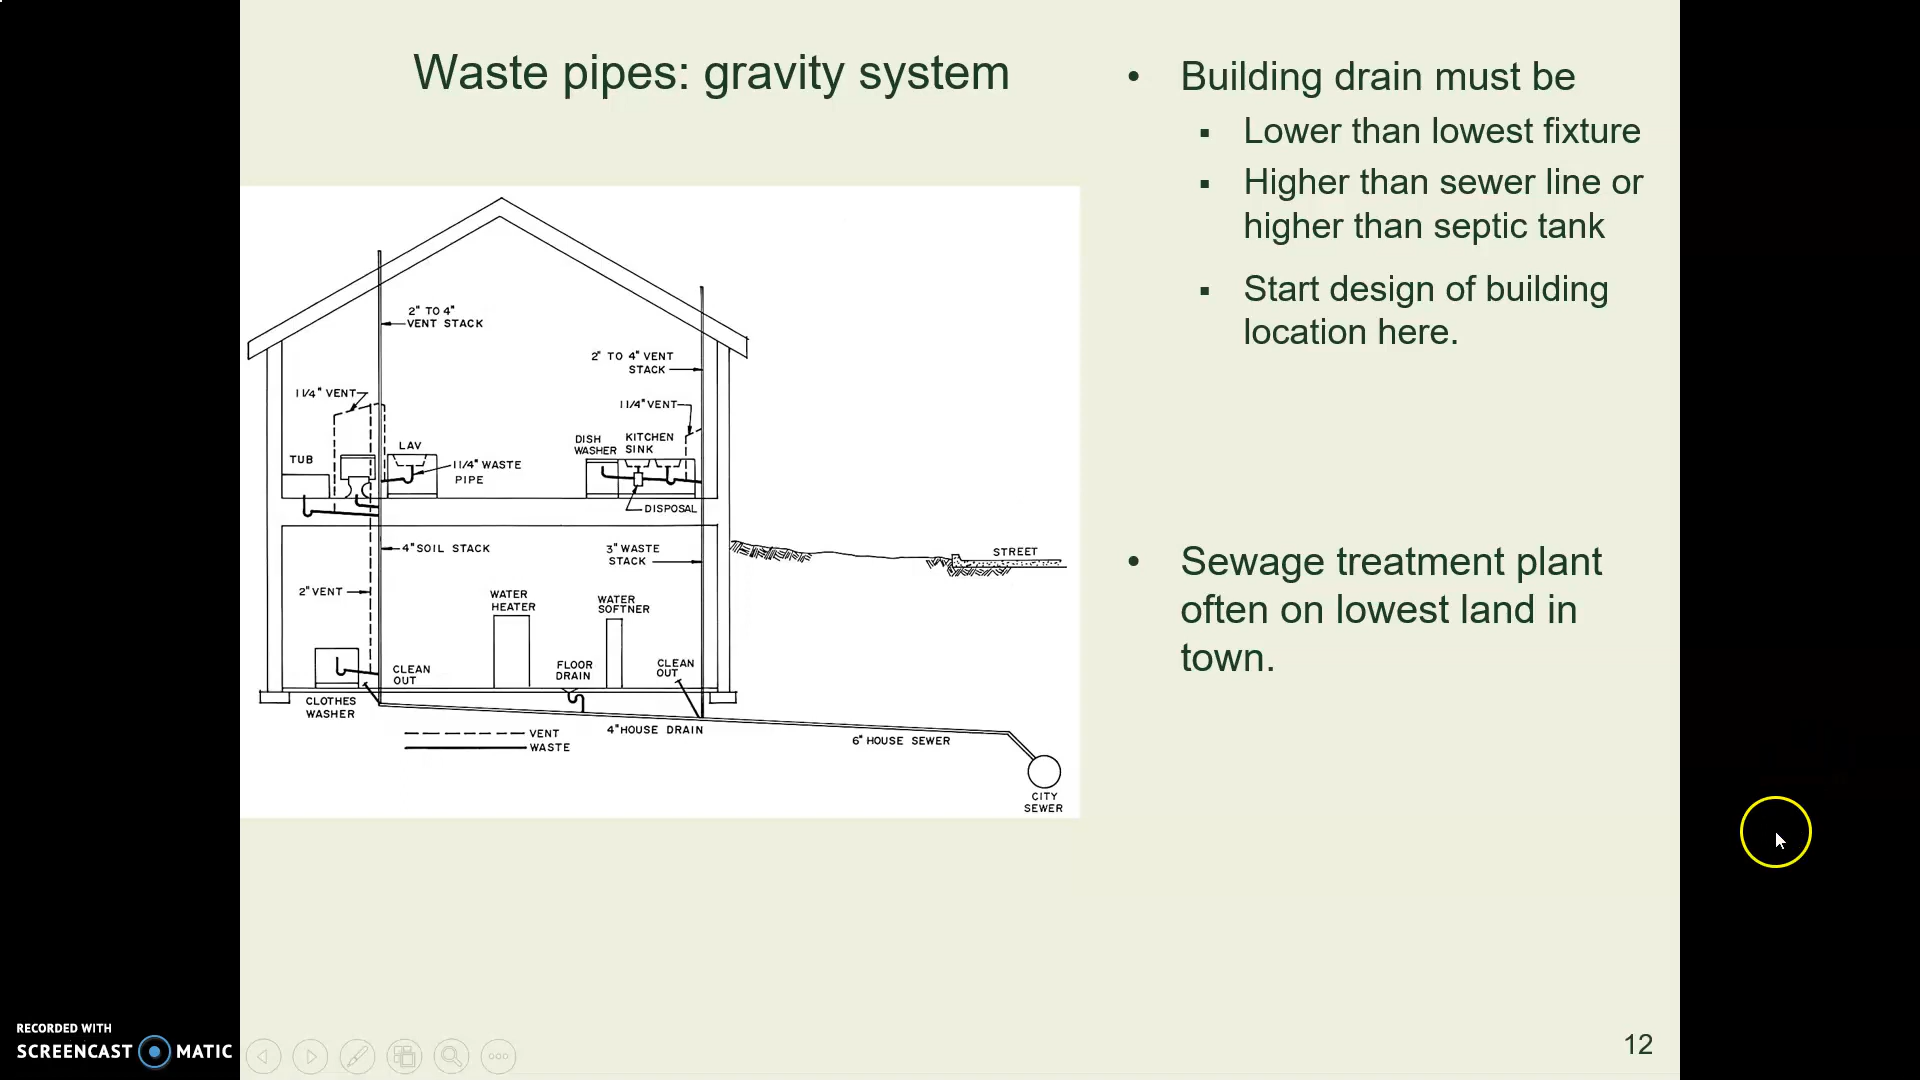 Waste pipes: gravity system
2" TO 4"
VENT STACK
2" TO 4" VENT
STACK
1 1/4" VENT
1 1/4" VENT
LAV
DISH
WASHER
KITCHEN
SINK
TUB
1 1/4" WASTE
PIPE
DISPOSAL
4" SOIL STACK
3" WASTE
STACK
STREET
2" VENT
WATER
HEATER
WATER
SOFTNER
CLEAN
OUT
FLOOR
DRAIN
CLEAN
OUT
CLOTHES
WASHER
4" HOUSE DRAIN
VENT
WASTE
6" HOUSE SEWER
CITY
SEWER
• Building drain must be
▪ Lower than lowest fixture
▪ Higher than sewer line or
higher than septic tank
▪ Start design of building
location here.
• Sewage treatment plant
often on lowest land in
town.
12
RECORDED WITH
SCREENCAST MATIC